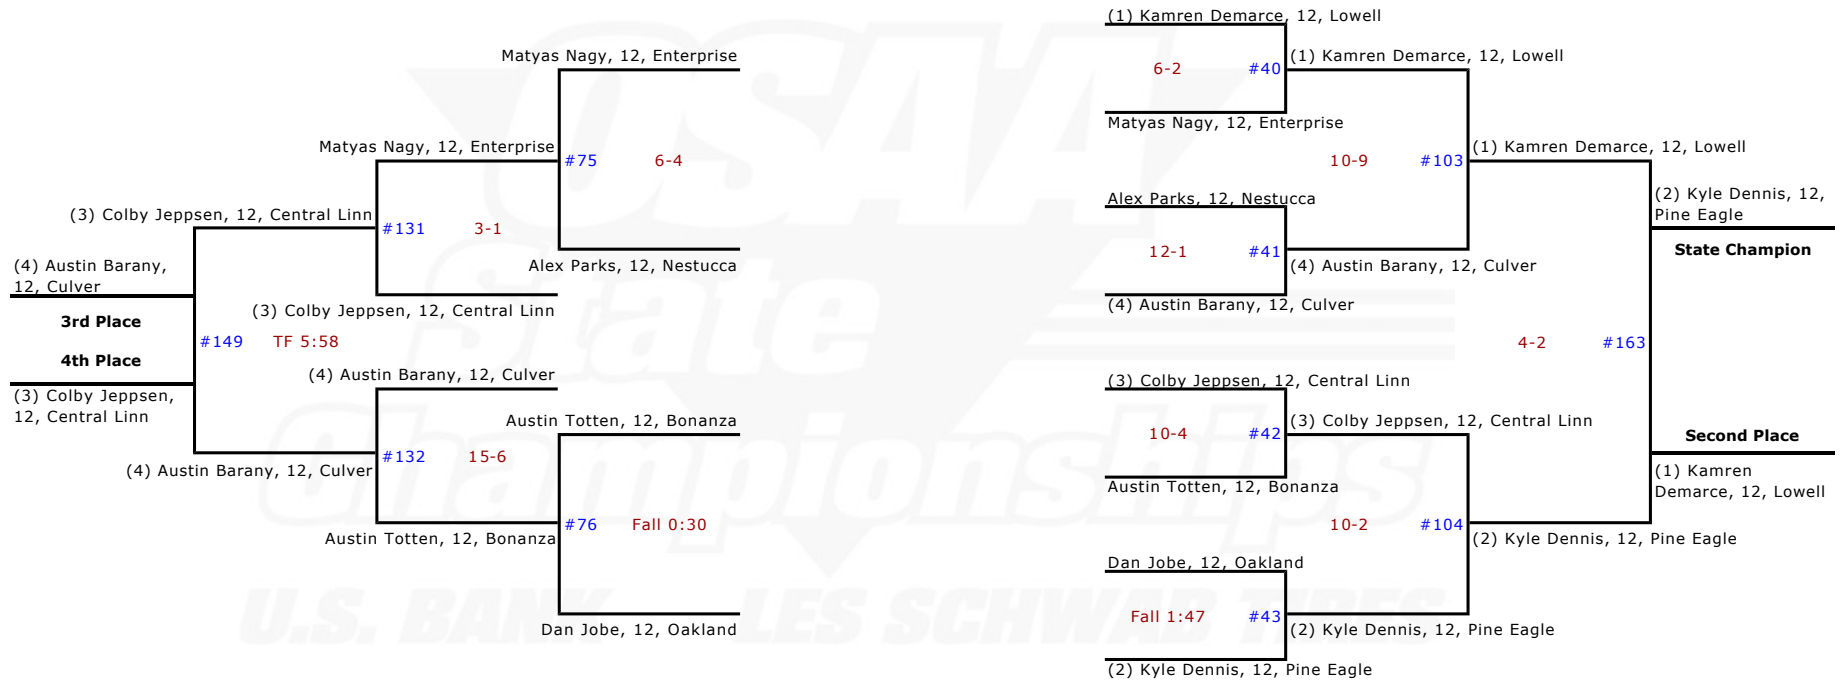 (1) Kamren Demarce, 12, Lowell
Matyas Nagy, 12, Enterprise
(1) Kamren Demarce, 12, Lowell
6-2
#40
Matyas Nagy, 12, Enterprise
Matyas Nagy, 12, Enterprise
(1) Kamren Demarce, 12, Lowell
#75
6-4
10-9
#103
Alex Parks, 12, Nestucca
(2) Kyle Dennis, 12,
Pine Eagle
(3) Colby Jeppsen, 12, Central Linn
#131
3-1
12-1
#41
State Champion
(4) Austin Barany,
12, Culver
Alex Parks, 12, Nestucca
(4) Austin Barany, 12, Culver
(3) Colby Jeppsen, 12, Central Linn
(4) Austin Barany, 12, Culver
3rd Place
#149
TF 5:58
4-2
#163
4th Place
(4) Austin Barany, 12, Culver
(3) Colby Jeppsen, 12, Central Linn
(3) Colby Jeppsen,
12, Central Linn
Austin Totten, 12, Bonanza
(3) Colby Jeppsen, 12, Central Linn
10-4
#42
Second Place
(4) Austin Barany, 12, Culver
#132
15-6
(1) Kamren
Demarce, 12, Lowell
Austin Totten, 12, Bonanza
#76
Fall 0:30
10-2
#104
Austin Totten, 12, Bonanza
(2) Kyle Dennis, 12, Pine Eagle
Dan Jobe, 12, Oakland
Fall 1:47
#43
Dan Jobe, 12, Oakland
(2) Kyle Dennis, 12, Pine Eagle
(2) Kyle Dennis, 12, Pine Eagle
OSAA
State
Championships
U.S. BANK LES SCHWAB TIRES